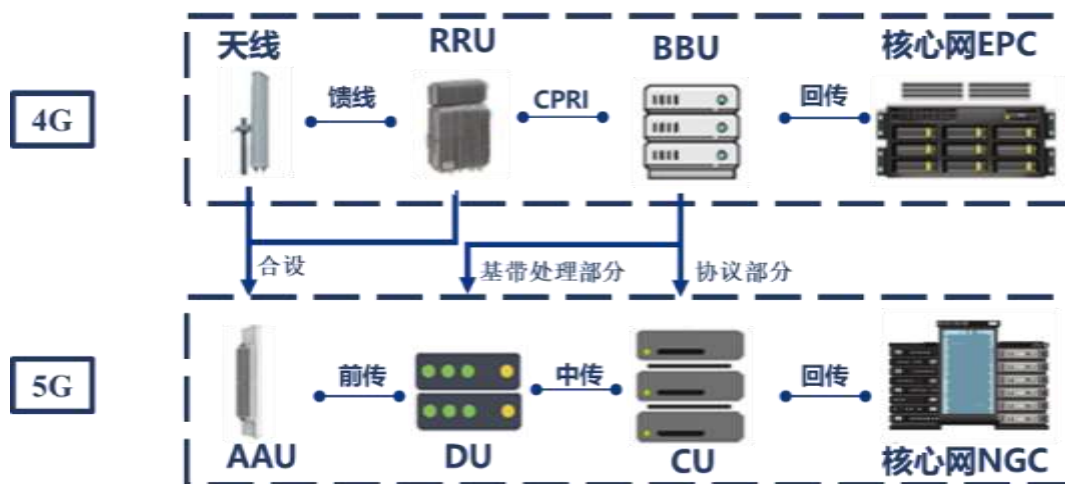 天线
RRU
BBU
核心网EPC
4G
馈线
CPRI
回传
合设
基带处理部分
协议部分
5G
前传
中传
回传
AAU
DU
CU
核心网NGC